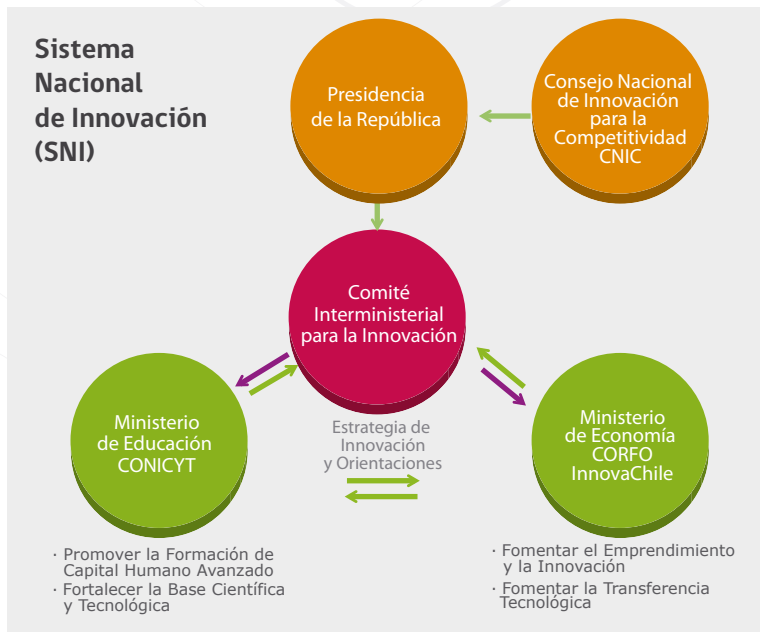 Sistema
Nacional
de Innovación
(SNI)
Presidencia
de la República
Consejo Nacional
de Innovación
para la
Competitividad
CNIC
Comité
Interministerial
para la Innovación
Ministerio
de Educación
CONICYT
Estrategia de
Innovación
y Orientaciones
Ministerio
de Economía
CORFO
InnovaChile
· Promover la Formación de
Capital Humano Avanzado
· Fortalecer la Base Científica
y Tecnológica
· Fomentar el Emprendimiento
y la Innovación
· Fomentar la Transferencia
Tecnológica